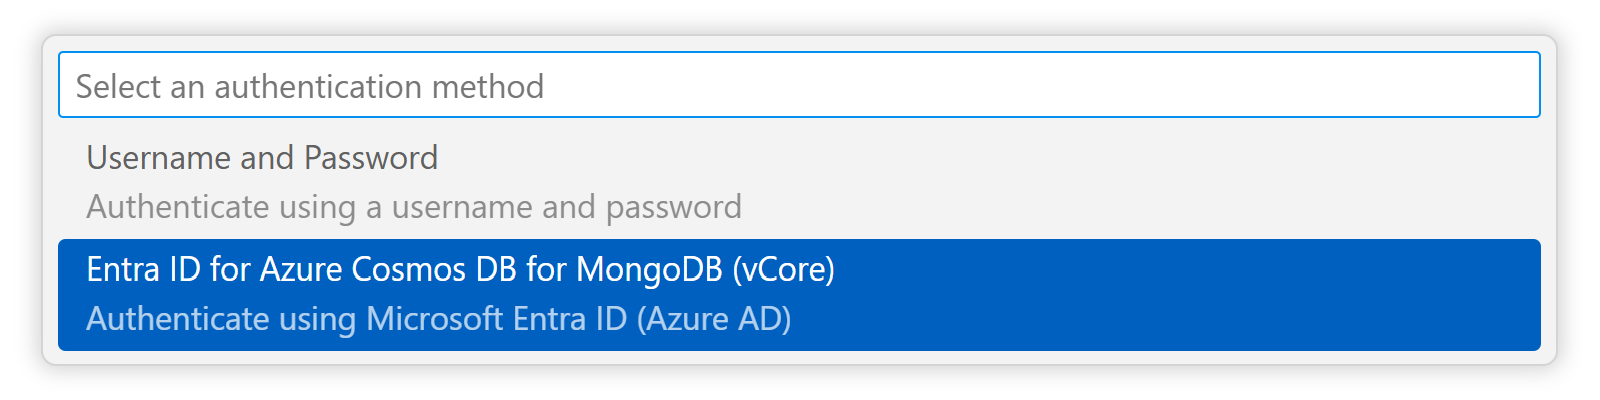 Select an authentication method
Username and Password
Authenticate using a username and password
Entra ID for Azure Cosmos DB for MongoDB (vCore)
Authenticate using Microsoft Entra ID (Azure AD)